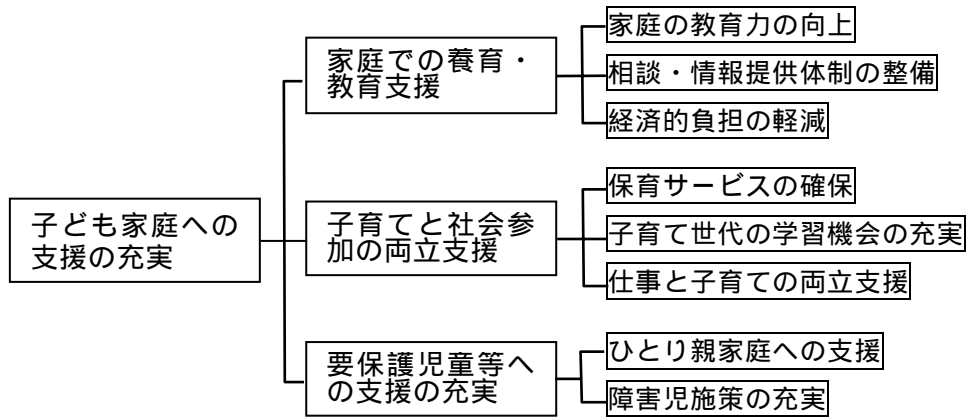 子ども家庭への
支援の充実
家庭での養育・
教育支援
家庭の教育力の向上
相談・情報提供体制の整備
経済的負担の軽減
子育てと社会参
加の両立支援
保育サービスの確保
子育て世代の学習機会の充実
仕事と子育ての両立支援
要保護児童等へ
の支援の充実
ひとり親家庭への支援
障害児施策の充実